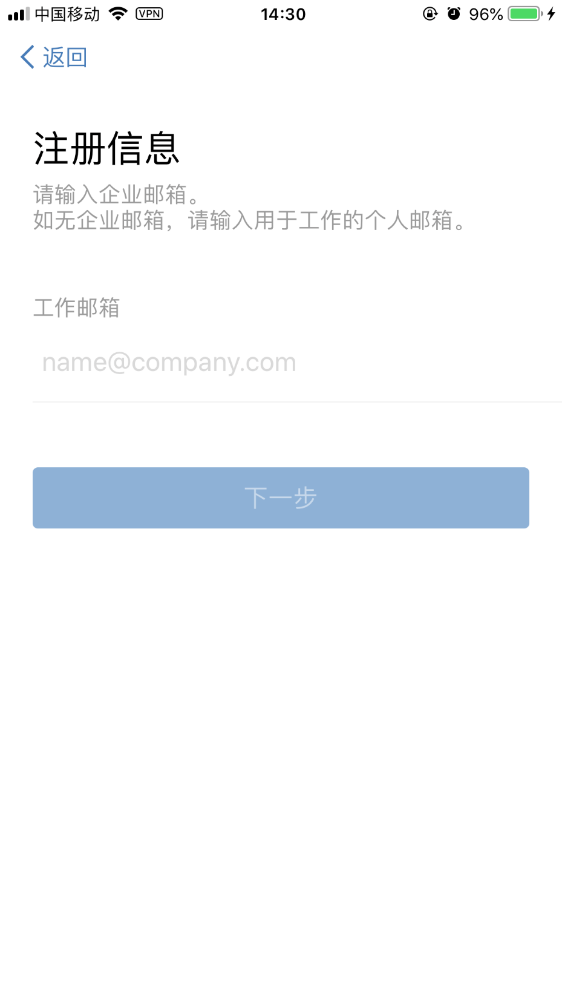 中国移动 VPN 14:30 96%
返回
注册信息
请输入企业邮箱。
如无企业邮箱，请输入用于工作的个人邮箱。
工作邮箱
name@company.com
下一步